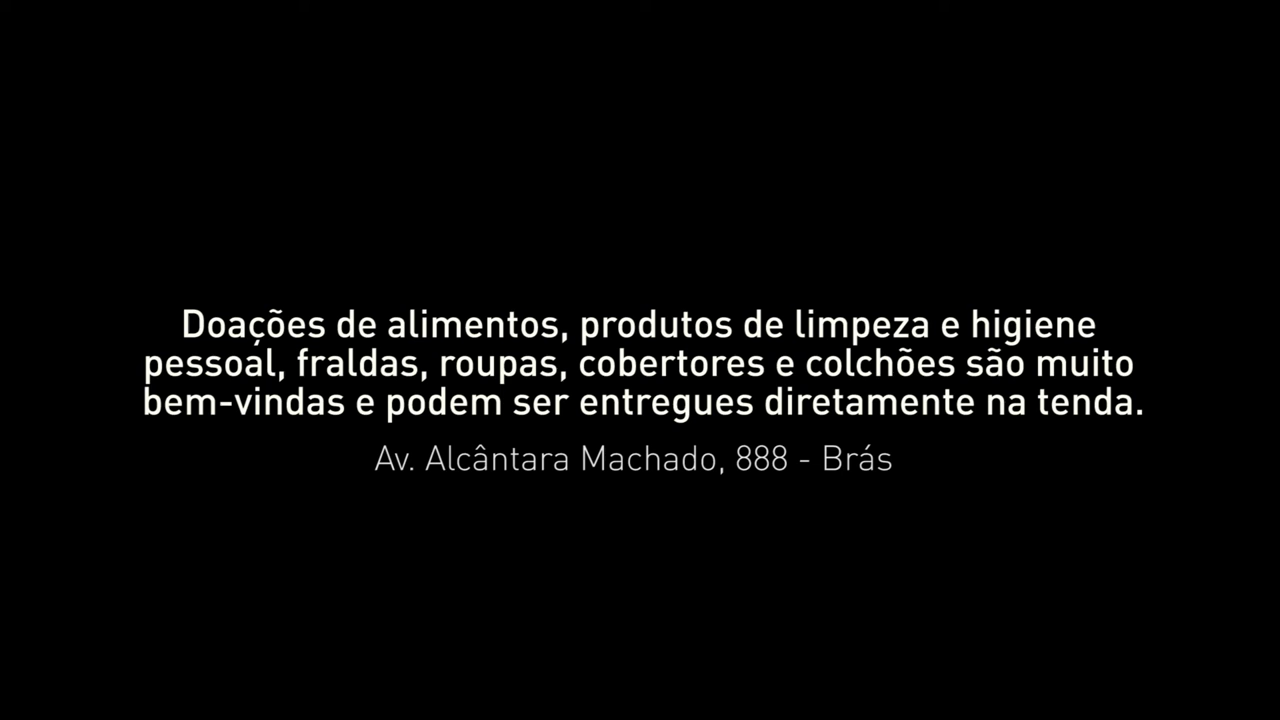 Doações de alimentos, produtos de limpeza e higiene
pessoal, fraldas, roupas, cobertores e colchões são muito
bem-vindas e podem ser entregues diretamente na tenda.
Av. Alcântara Machado, 888 - Brás